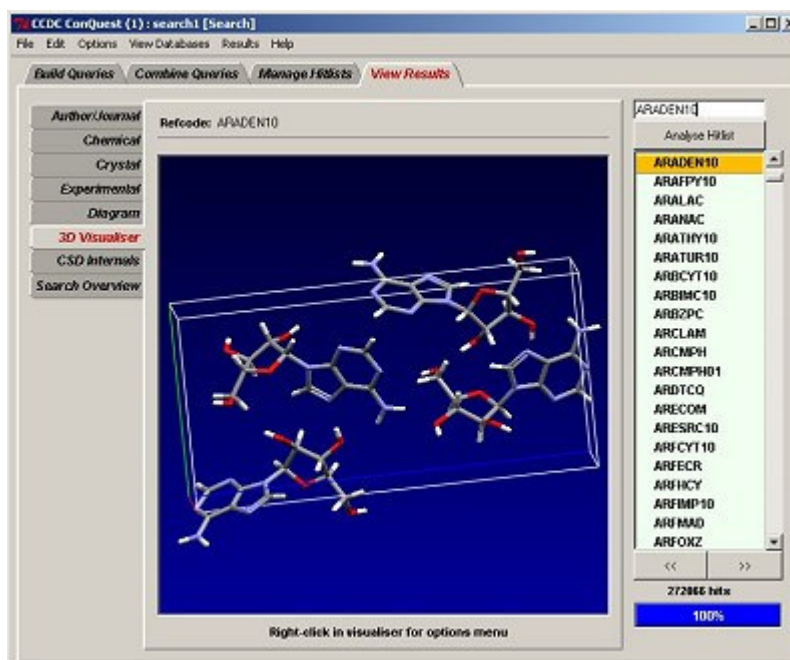 CCDC ConQuest (1) : search1 [Search]
File Edit Options View Databases Results Help
Build Queries Combine Queries Manage Hitlists View Results
Author/Journal
Chemical
Crystal
Experimental
Diagram
3D Visualiser
CSD Internals
Search Overview
Refcode: ARADEN10
Right-click in visualiser for options menu
ARADEN10
Analyse Hitlist
ARADEN10
ARAFPY10
ARALAC
ARANAC
ARATHY10
ARATUR10
ARBCYT10
ARBIMC10
ARBZPC
ARCLAM
ARCMPH
ARCMPH01
ARDTCQ
ARECOM
ARESRC10
ARFCYT10
ARFECR
ARFHCY
ARFIMP10
ARFMAD
ARFOXZ
<< >>
272066 hits
100%